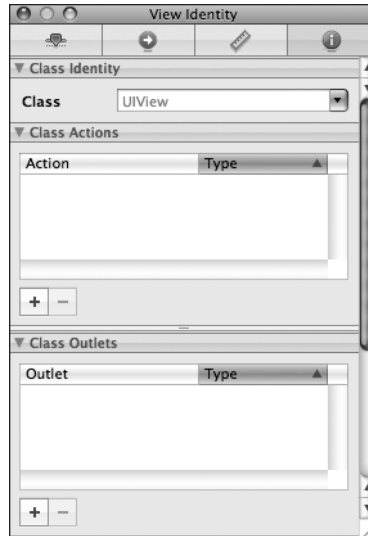 View Identity
Class Identity
Class UIView
Class Actions
Action Type
+ −
Class Outlets
Outlet Type
+ −